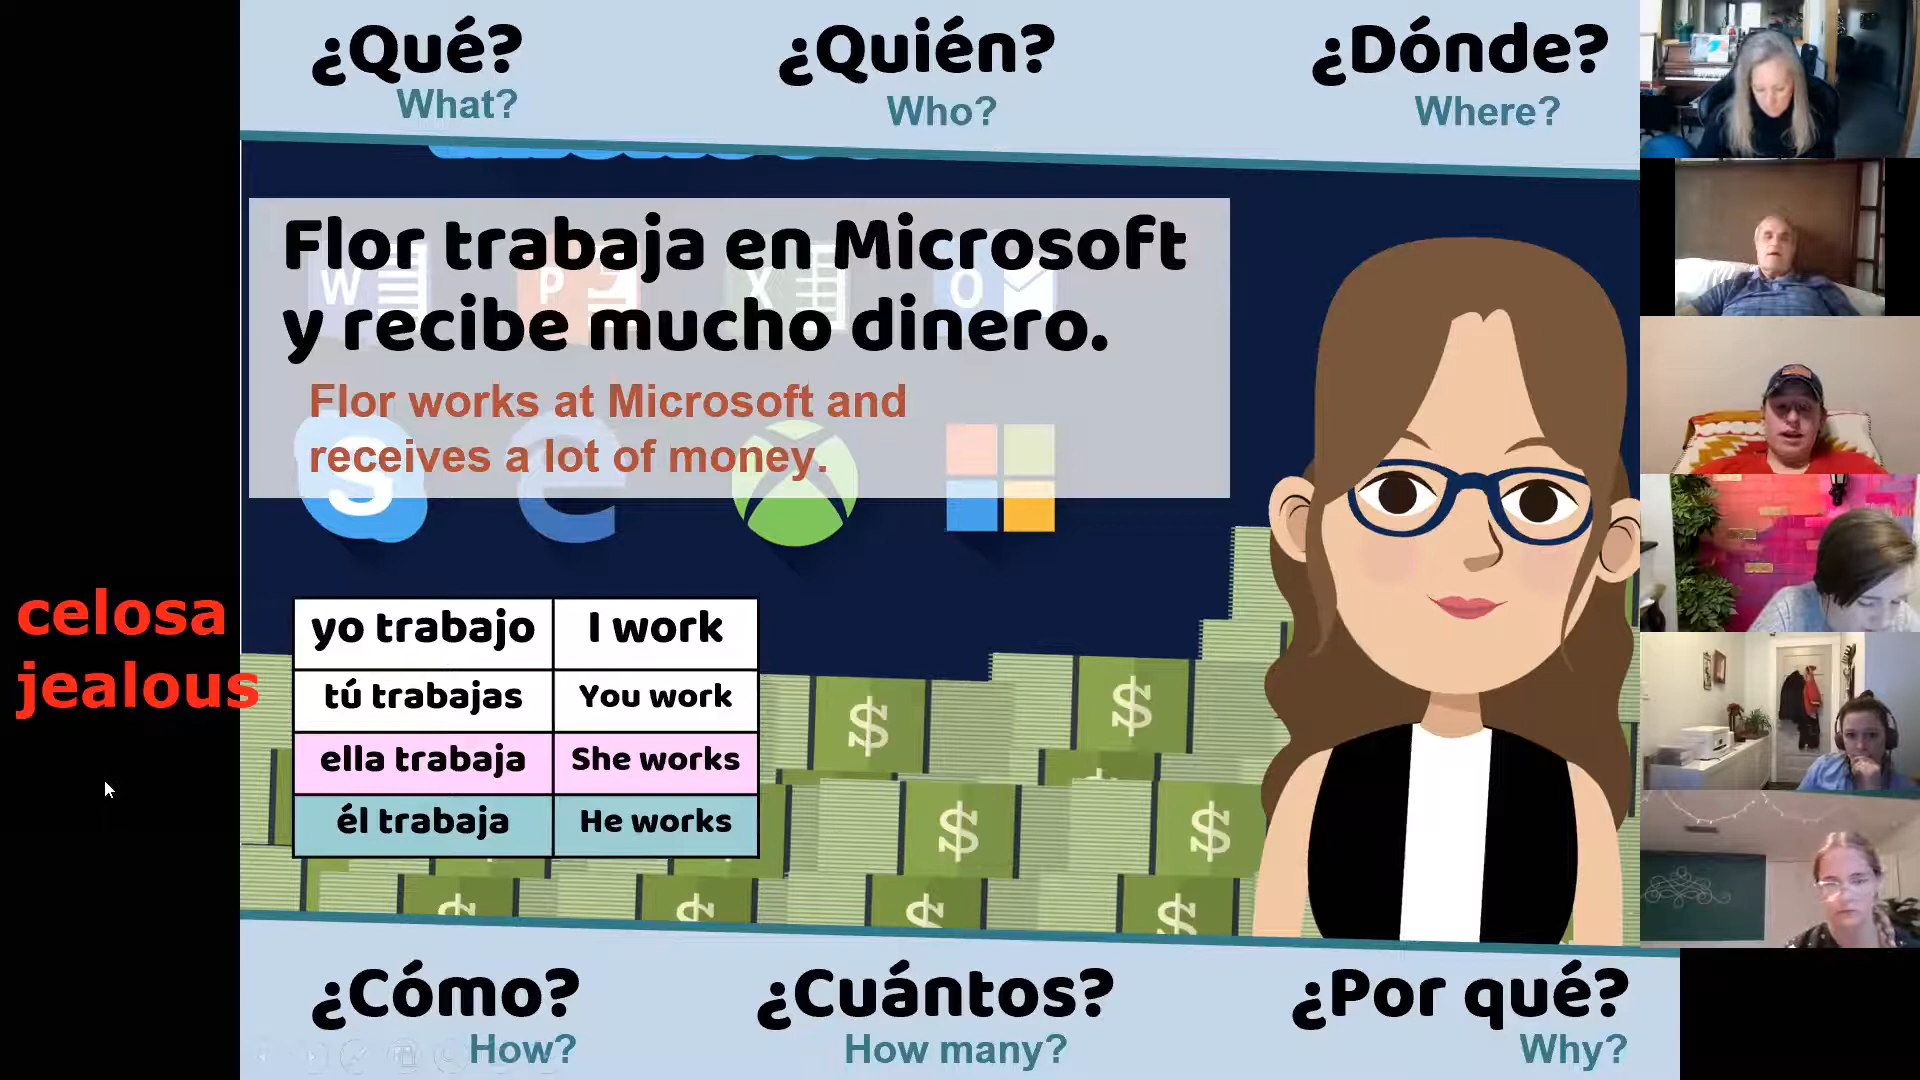 ¿Qué?
What?
¿Quién?
Who?
¿Dónde?
Where?
Flor trabaja en Microsoft
y recibe mucho dinero.
Flor works at Microsoft and
receives a lot of money.
W
P
X
O
S
e
celosa
jealous
yo trabajo I work
tú trabajas You work
ella trabaja She works
él trabaja He works
$ $
$ $
$ $ $ $
¿Cómo?
How?
¿Cuántos?
How many?
¿Por qué?
Why?